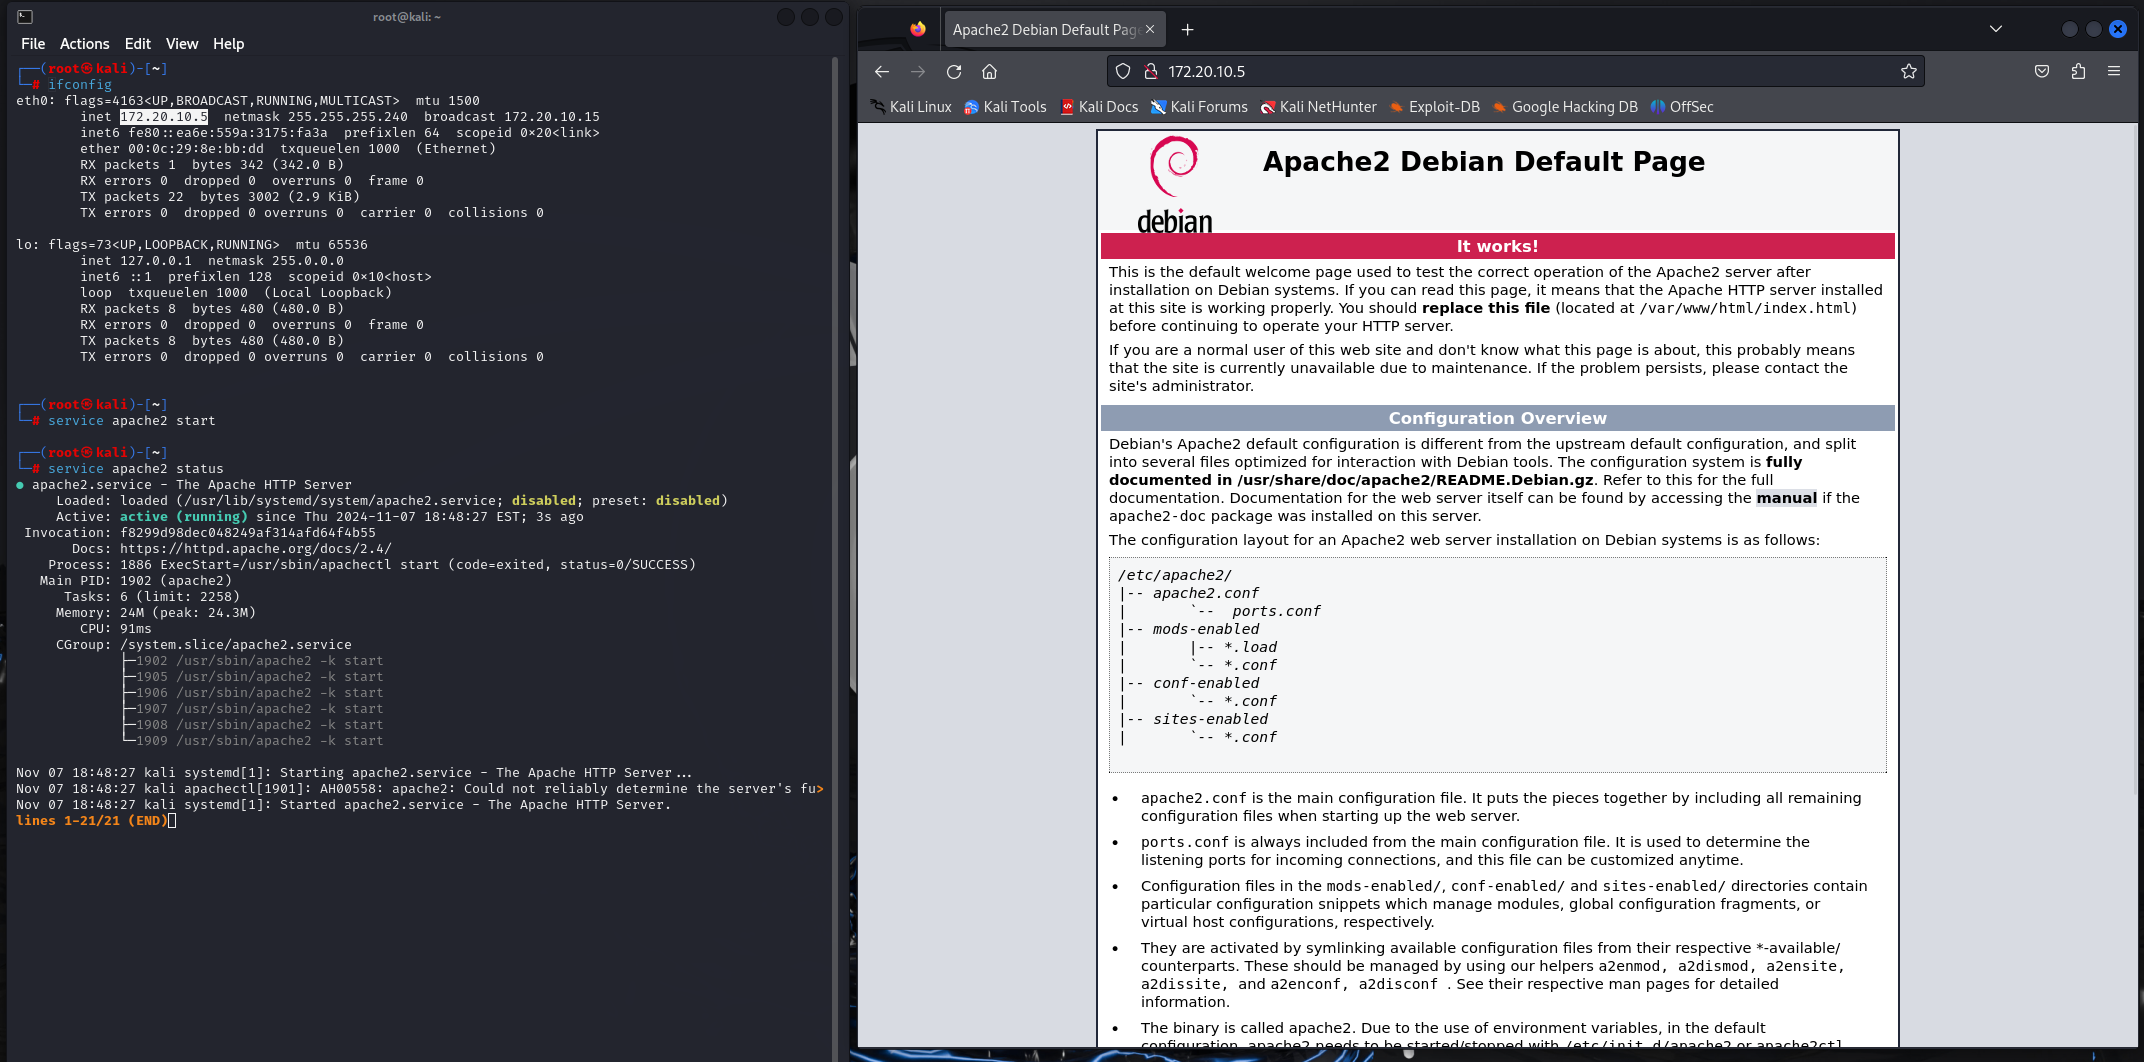 root@kali: ~
File Actions Edit View Help
┌──(root㉿kali)-[~]
└─# ifconfig
eth0: flags=4163<UP,BROADCAST,RUNNING,MULTICAST>  mtu 1500
        inet 172.20.10.5  netmask 255.255.255.240  broadcast 172.20.10.15
        inet6 fe80::ea6e:559a:3175:fa3a  prefixlen 64  scopeid 0×20<link>
        ether 00:0c:29:8e:bb:dd  txqueuelen 1000  (Ethernet)
        RX packets 1  bytes 342 (342.0 B)
        RX errors 0  dropped 0  overruns 0  frame 0
        TX packets 22  bytes 3002 (2.9 KiB)
        TX errors 0  dropped 0 overruns 0  carrier 0  collisions 0
lo: flags=73<UP,LOOPBACK,RUNNING>  mtu 65536
        inet 127.0.0.1  netmask 255.0.0.0
        inet6 ::1  prefixlen 128  scopeid 0×10<host>
        loop  txqueuelen 1000  (Local Loopback)
        RX packets 8  bytes 480 (480.0 B)
        RX errors 0  dropped 0  overruns 0  frame 0
        TX packets 8  bytes 480 (480.0 B)
        TX errors 0  dropped 0 overruns 0  carrier 0  collisions 0
┌──(root㉿kali)-[~]
└─# service apache2 start
┌──(root㉿kali)-[~]
└─# service apache2 status
● apache2.service - The Apache HTTP Server
     Loaded: loaded (/usr/lib/systemd/system/apache2.service; disabled; preset: disabled)
     Active: active (running) since Thu 2024-11-07 18:48:27 EST; 3s ago
 Invocation: f8299d98dec048249af314afd64f4b55
       Docs: https://httpd.apache.org/docs/2.4/
    Process: 1886 ExecStart=/usr/sbin/apachectl start (code=exited, status=0/SUCCESS)
   Main PID: 1902 (apache2)
      Tasks: 6 (limit: 2258)
     Memory: 24M (peak: 24.3M)
        CPU: 91ms
     CGroup: /system.slice/apache2.service
             ├─1902 /usr/sbin/apache2 -k start
             ├─1905 /usr/sbin/apache2 -k start
             ├─1906 /usr/sbin/apache2 -k start
             ├─1907 /usr/sbin/apache2 -k start
             ├─1908 /usr/sbin/apache2 -k start
             └─1909 /usr/sbin/apache2 -k start
Nov 07 18:48:27 kali systemd[1]: Starting apache2.service - The Apache HTTP Server...
Nov 07 18:48:27 kali apachectl[1901]: AH00558: apache2: Could not reliably determine the server's fu>
Nov 07 18:48:27 kali systemd[1]: Started apache2.service - The Apache HTTP Server.
lines 1-21/21 (END)
Apache2 Debian Default Pag
172.20.10.5
Kali Linux Kali Tools Kali Docs Kali Forums Kali NetHunter Exploit-DB Google Hacking DB OffSec
debian
Apache2 Debian Default Page
It works!
This is the default welcome page used to test the correct operation of the Apache2 server after
installation on Debian systems. If you can read this page, it means that the Apache HTTP server installed
at this site is working properly. You should replace this file (located at /var/www/html/index.html)
before continuing to operate your HTTP server.
If you are a normal user of this web site and don't know what this page is about, this probably means
that the site is currently unavailable due to maintenance. If the problem persists, please contact the
site's administrator.
Configuration Overview
Debian's Apache2 default configuration is different from the upstream default configuration, and split
into several files optimized for interaction with Debian tools. The configuration system is fully
documented in /usr/share/doc/apache2/README.Debian.gz. Refer to this for the full
documentation. Documentation for the web server itself can be found by accessing the manual if the
apache2-doc package was installed on this server.
The configuration layout for an Apache2 web server installation on Debian systems is as follows:
/etc/apache2/
|-- apache2.conf
|       `--  ports.conf
|-- mods-enabled
|       |-- *.load
|       `-- *.conf
|-- conf-enabled
|       `-- *.conf
|-- sites-enabled
|       `-- *.conf
• apache2.conf is the main configuration file. It puts the pieces together by including all remaining
configuration files when starting up the web server.
• ports.conf is always included from the main configuration file. It is used to determine the
listening ports for incoming connections, and this file can be customized anytime.
• Configuration files in the mods-enabled/, conf-enabled/ and sites-enabled/ directories contain
particular configuration snippets which manage modules, global configuration fragments, or
virtual host configurations, respectively.
• They are activated by symlinking available configuration files from their respective *-available/
counterparts. These should be managed by using our helpers a2enmod, a2dismod, a2ensite,
a2dissite, and a2enconf, a2disconf . See their respective man pages for detailed
information.
• The binary is called apache2. Due to the use of environment variables, in the default
configuration, apache2 needs to be started/stopped with /etc/init.d/apache2 or apache2ctl